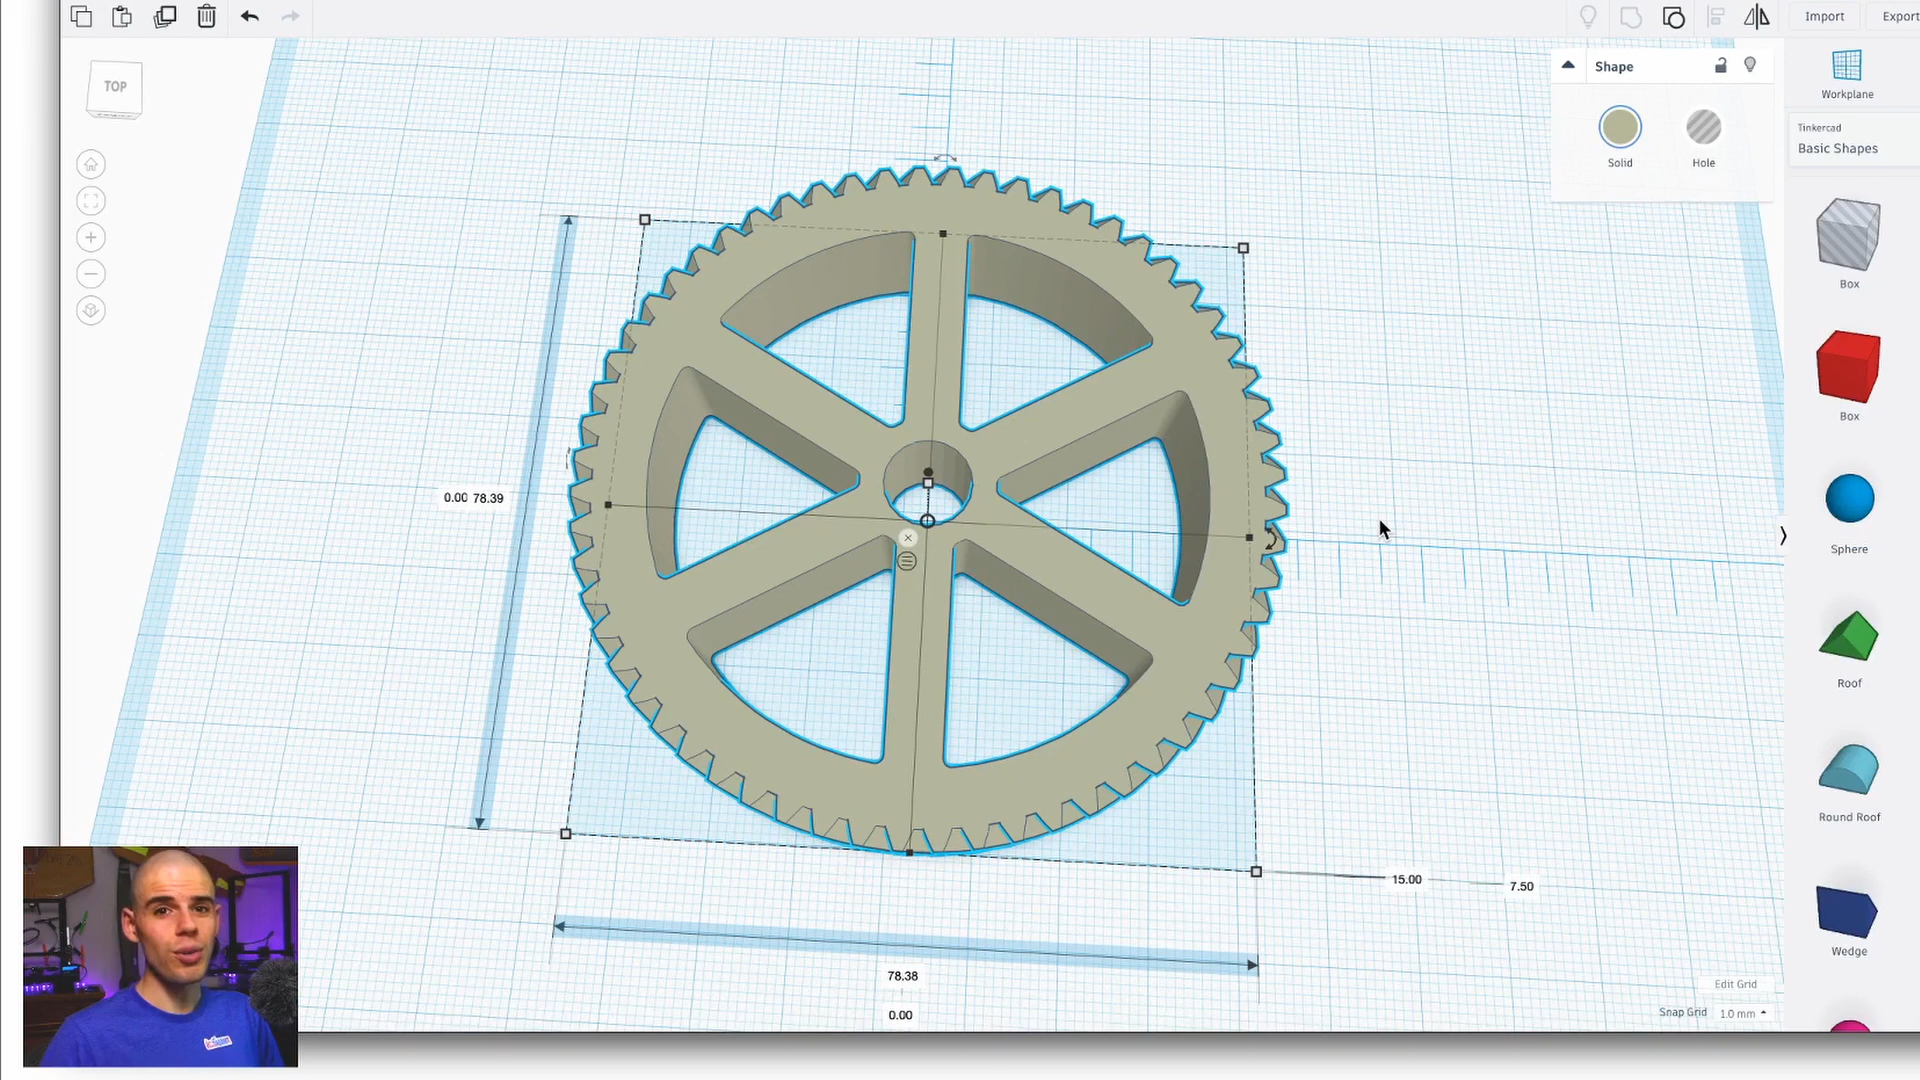 Import
Export
TOP
Shape
Solid
Hole
Workplane
Tinkercad
Basic Shapes
Box
Box
Sphere
Roof
Round Roof
Wedge
0.00 78.39
15.00
7.50
78.38
0.00
Edit Grid
Snap Grid 1.0 mm